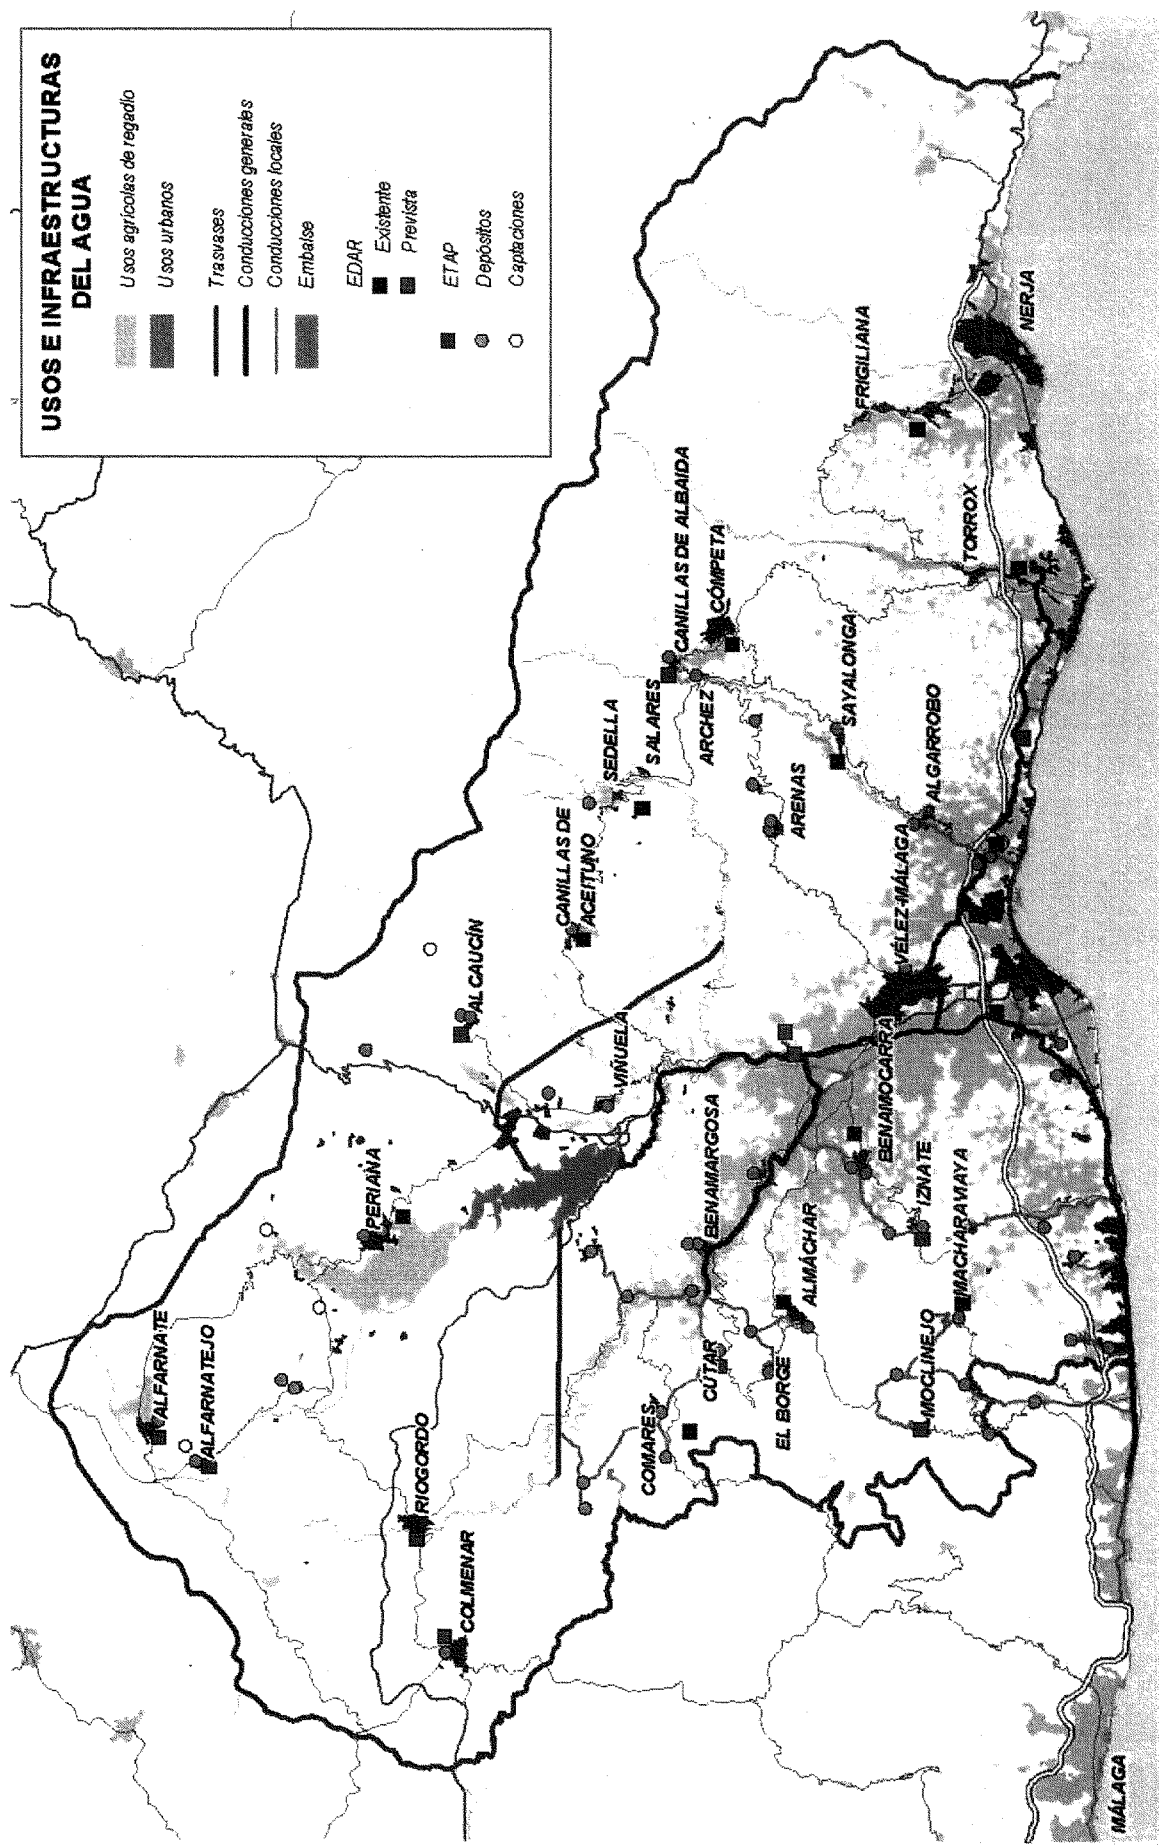 USOS E INFRAESTRUCTURAS
DEL AGUA
Usos agrícolas de regadío
Usos urbanos
Trasvases
Conducciones generales
Conducciones locales
Embalse
EDAR
Existente
Prevista
ETAP
Depósitos
Captaciones
ALFARNATE
ALFARNATEJO
PERIANA
RIOGORDO
COLMENAR
ALCAUCÍN
CANILLAS DE
ACEITUNO
SEDELLA
SALARES
CANILLAS DE ALBAIDA
CÓMPETA
ARCHEZ
VIÑUELA
ARENAS
SAYALONGA
ALGARROBO
FRIGILIANA
TORROX
NERJA
VÉLEZ-MÁLAGA
BENAMARGOSA
BENAMOCARRA
IZNATE
CÚTAR
COMARES
EL BORGE
ALMÁCHAR
MACHARAVIAYA
MOCLINEJO
MÁLAGA